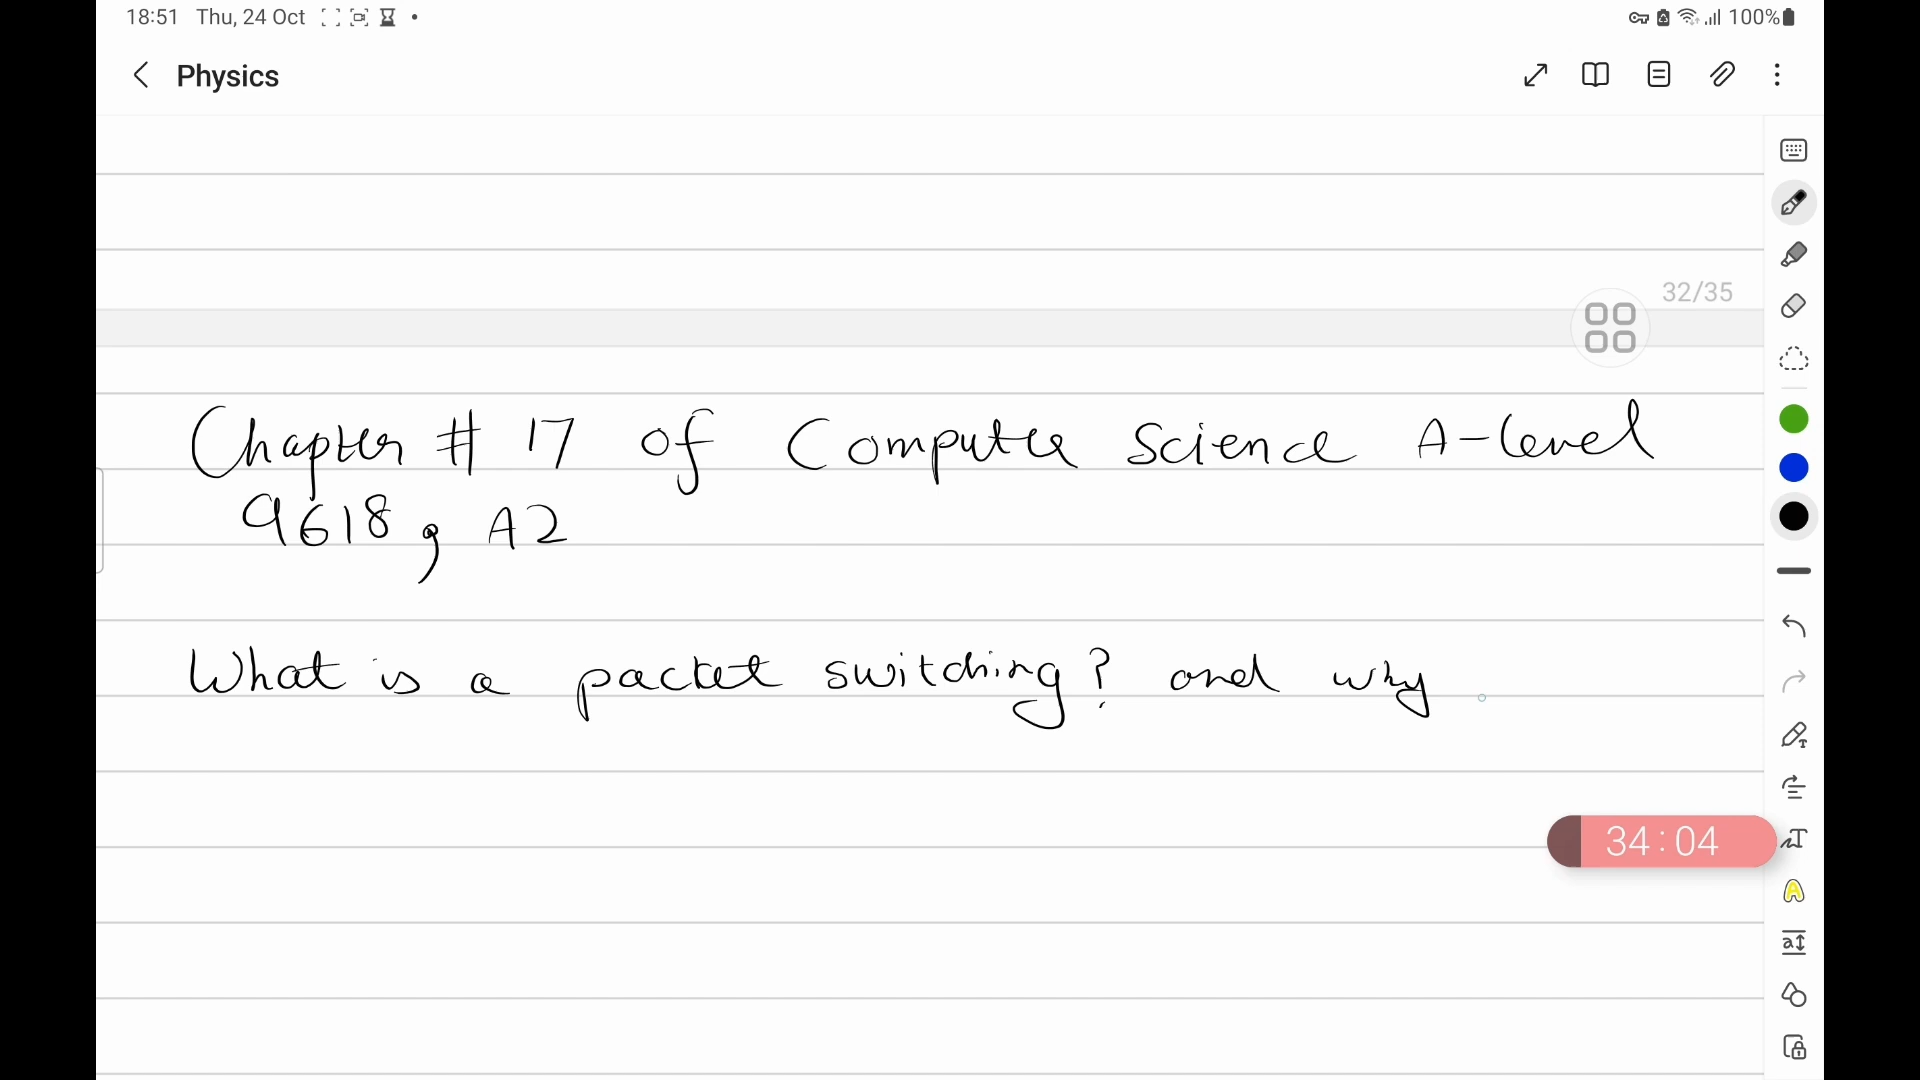 18:51 Thu, 24 Oct 100%
Physics
32/35
Chapter # 17 of Computer Science A-level
9618, A2
What is a packet switching? and why
34:04